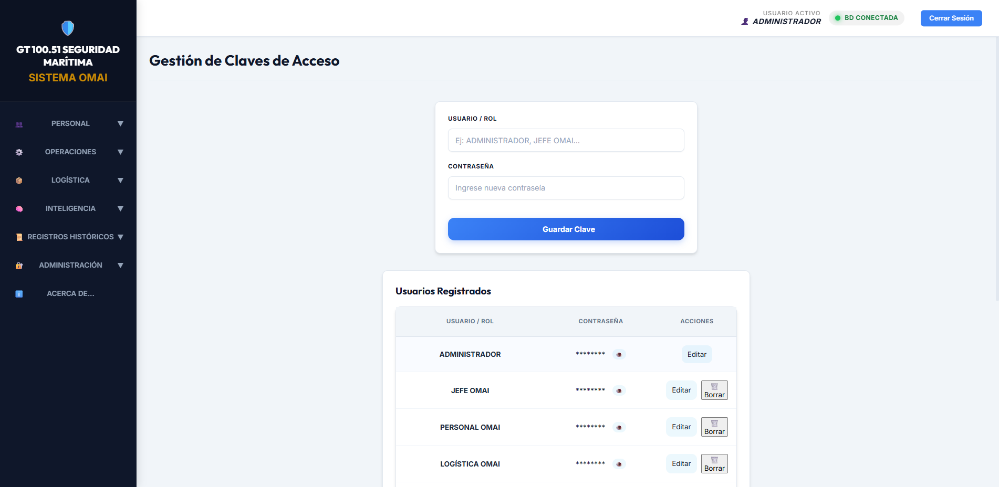 GT 100.51 SEGURIDAD
MARÍTIMA
SISTEMA OMAI
PERSONAL ▼
OPERACIONES ▼
LOGÍSTICA ▼
INTELIGENCIA ▼
REGISTROS HISTÓRICOS ▼
ADMINISTRACIÓN ▼
ACERCA DE...
USUARIO ACTIVO
ADMINISTRADOR
BD CONECTADA
Cerrar Sesión
Gestión de Claves de Acceso
USUARIO / ROL
Ej: ADMINISTRADOR, JEFE OMAI...
CONTRASEÑA
Ingrese nueva contraseía
Guardar Clave
Usuarios Registrados
USUARIO / ROL CONTRASEÑA ACCIONES
ADMINISTRADOR ******** Editar
JEFE OMAI ******** Editar Borrar
PERSONAL OMAI ******** Editar Borrar
LOGÍSTICA OMAI ******** Editar Borrar